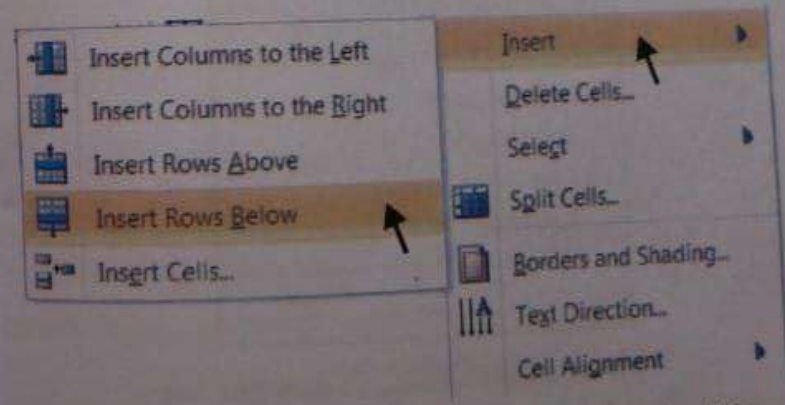 Insert Columns to the Left
Insert Columns to the Right
Insert Rows Above
Insert Rows Below
Insert Cells...
Insert
Delete Cells...
Select
Split Cells...
Borders and Shading...
Text Direction...
Cell Alignment